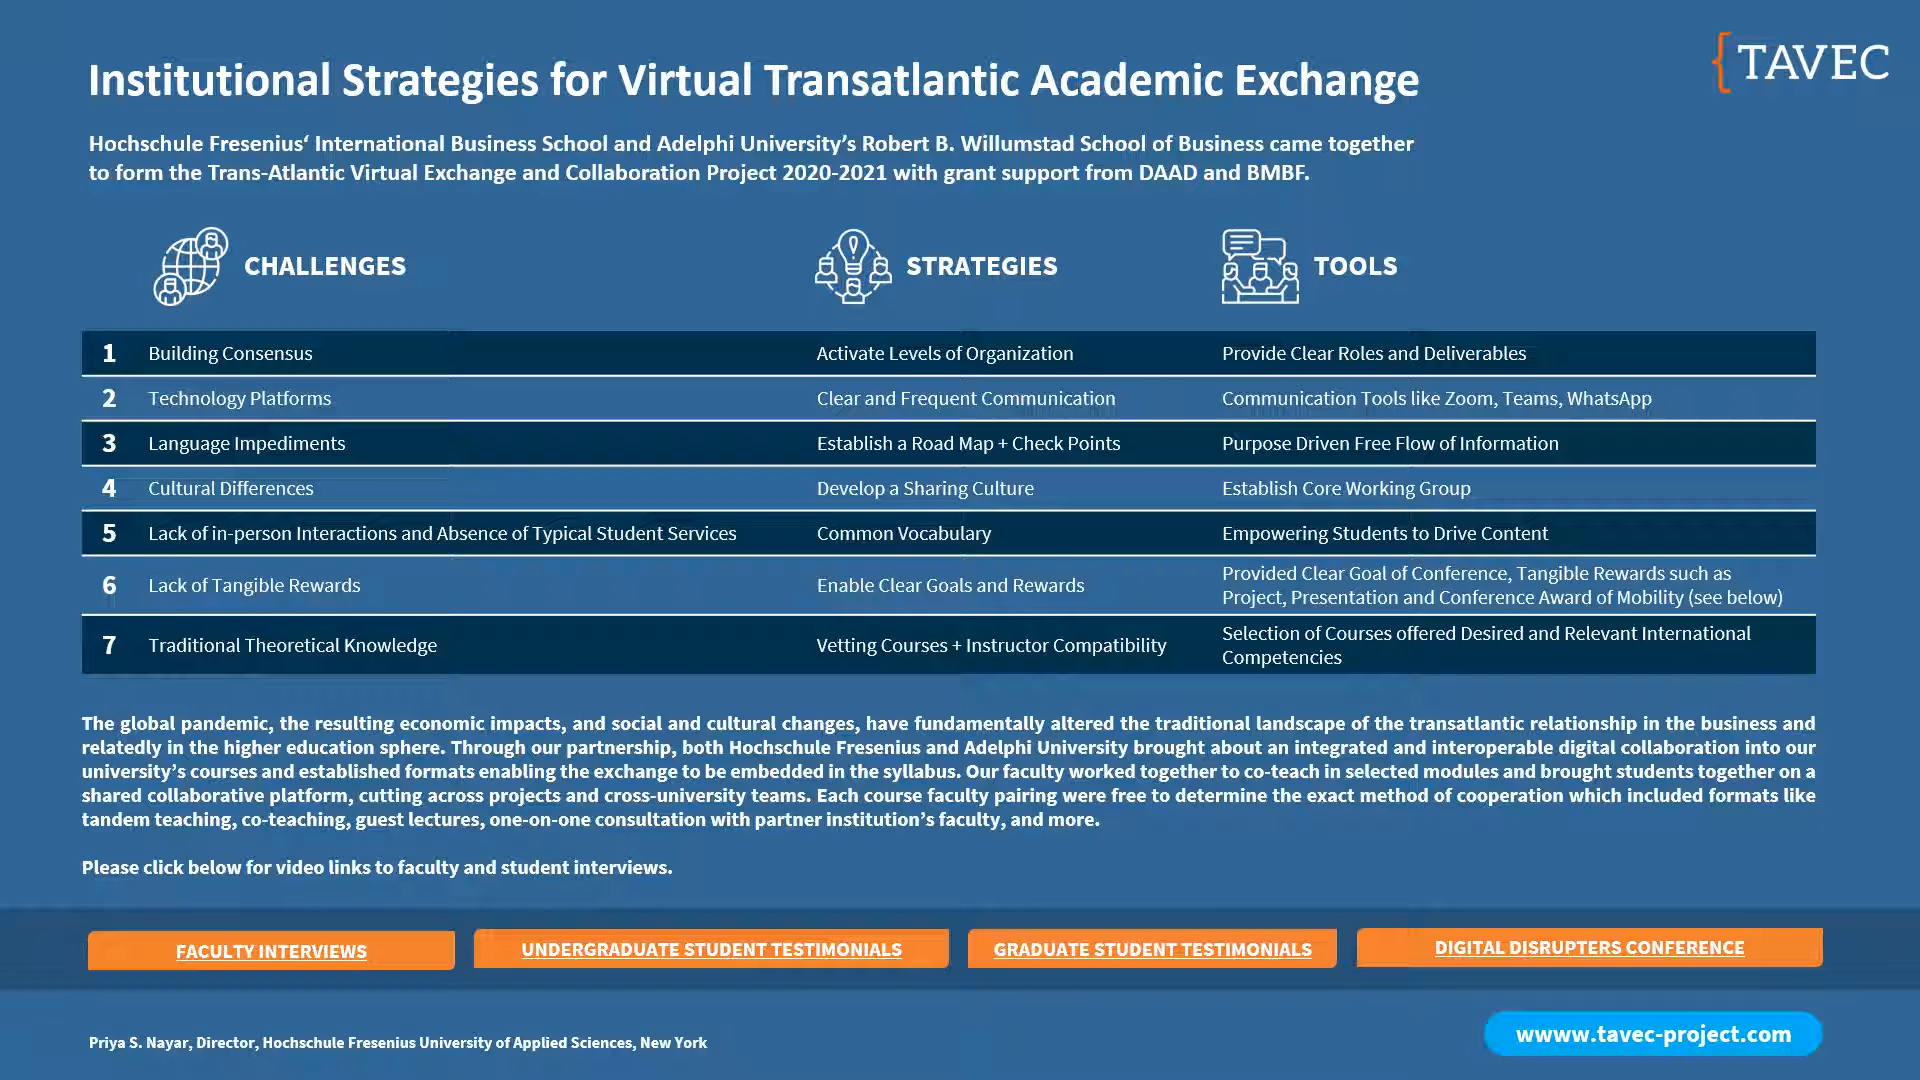 Institutional Strategies for Virtual Transatlantic Academic Exchange
{TAVEC
Hochschule Fresenius‘ International Business School and Adelphi University’s Robert B. Willumstad School of Business came together
to form the Trans-Atlantic Virtual Exchange and Collaboration Project 2020-2021 with grant support from DAAD and BMBF.
CHALLENGES STRATEGIES TOOLS
1 Building Consensus Activate Levels of Organization Provide Clear Roles and Deliverables
2 Technology Platforms Clear and Frequent Communication Communication Tools like Zoom, Teams, WhatsApp
3 Language Impediments Establish a Road Map + Check Points Purpose Driven Free Flow of Information
4 Cultural Differences Develop a Sharing Culture Establish Core Working Group
5 Lack of in-person Interactions and Absence of Typical Student Services Common Vocabulary Empowering Students to Drive Content
6 Lack of Tangible Rewards Enable Clear Goals and Rewards Provided Clear Goal of Conference, Tangible Rewards such as
Project, Presentation and Conference Award of Mobility (see below)
7 Traditional Theoretical Knowledge Vetting Courses + Instructor Compatibility Selection of Courses offered Desired and Relevant International
Competencies
The global pandemic, the resulting economic impacts, and social and cultural changes, have fundamentally altered the traditional landscape of the transatlantic relationship in the business and
relatedly in the higher education sphere. Through our partnership, both Hochschule Fresenius and Adelphi University brought about an integrated and interoperable digital collaboration into our
university’s courses and established formats enabling the exchange to be embedded in the syllabus. Our faculty worked together to co-teach in selected modules and brought students together on a
shared collaborative platform, cutting across projects and cross-university teams. Each course faculty pairing were free to determine the exact method of cooperation which included formats like
tandem teaching, co-teaching, guest lectures, one-on-one consultation with partner institution’s faculty, and more.
Please click below for video links to faculty and student interviews.
FACULTY INTERVIEWS UNDERGRADUATE STUDENT TESTIMONIALS GRADUATE STUDENT TESTIMONIALS DIGITAL DISRUPTERS CONFERENCE
Priya S. Nayar, Director, Hochschule Fresenius University of Applied Sciences, New York
wwww.tavec-project.com